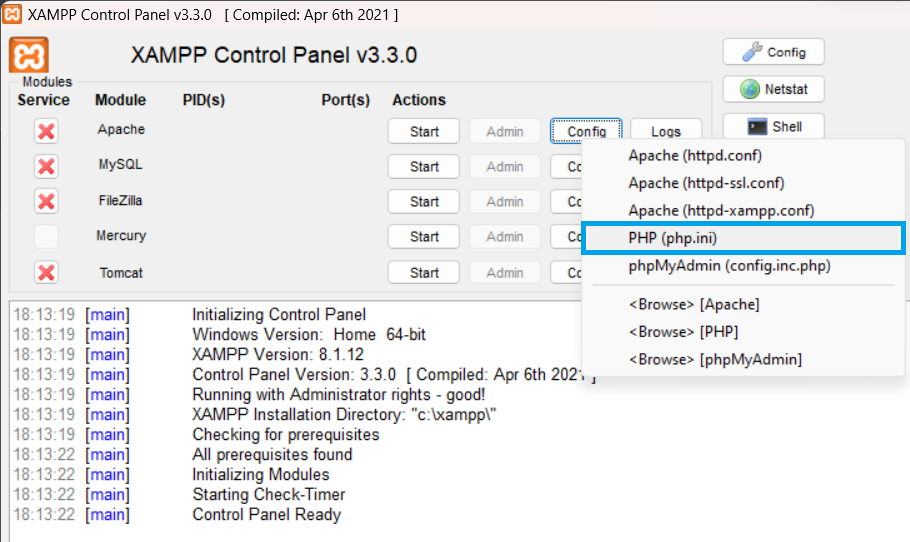 XAMPP Control Panel v3.3.0 [ Compiled: Apr 6th 2021 ]
XAMPP Control Panel v3.3.0
Config
Modules
Service Module PID(s) Port(s) Actions
Netstat
Apache Start Admin Config Logs
Shell
MySQL Start Admin
FileZilla Start Admin
Mercury Start Admin
Tomcat Start Admin
Apache (httpd.conf)
Apache (httpd-ssl.conf)
Apache (httpd-xampp.conf)
PHP (php.ini)
phpMyAdmin (config.inc.php)
<Browse> [Apache]
<Browse> [PHP]
<Browse> [phpMyAdmin]
18:13:19 [main] Initializing Control Panel
18:13:19 [main] Windows Version: Home 64-bit
18:13:19 [main] XAMPP Version: 8.1.12
18:13:19 [main] Control Panel Version: 3.3.0 [ Compiled: Apr 6th 2021 ]
18:13:19 [main] Running with Administrator rights - good!
18:13:19 [main] XAMPP Installation Directory: "c:\xampp\"
18:13:19 [main] Checking for prerequisites
18:13:22 [main] All prerequisites found
18:13:22 [main] Initializing Modules
18:13:22 [main] Starting Check-Timer
18:13:22 [main] Control Panel Ready